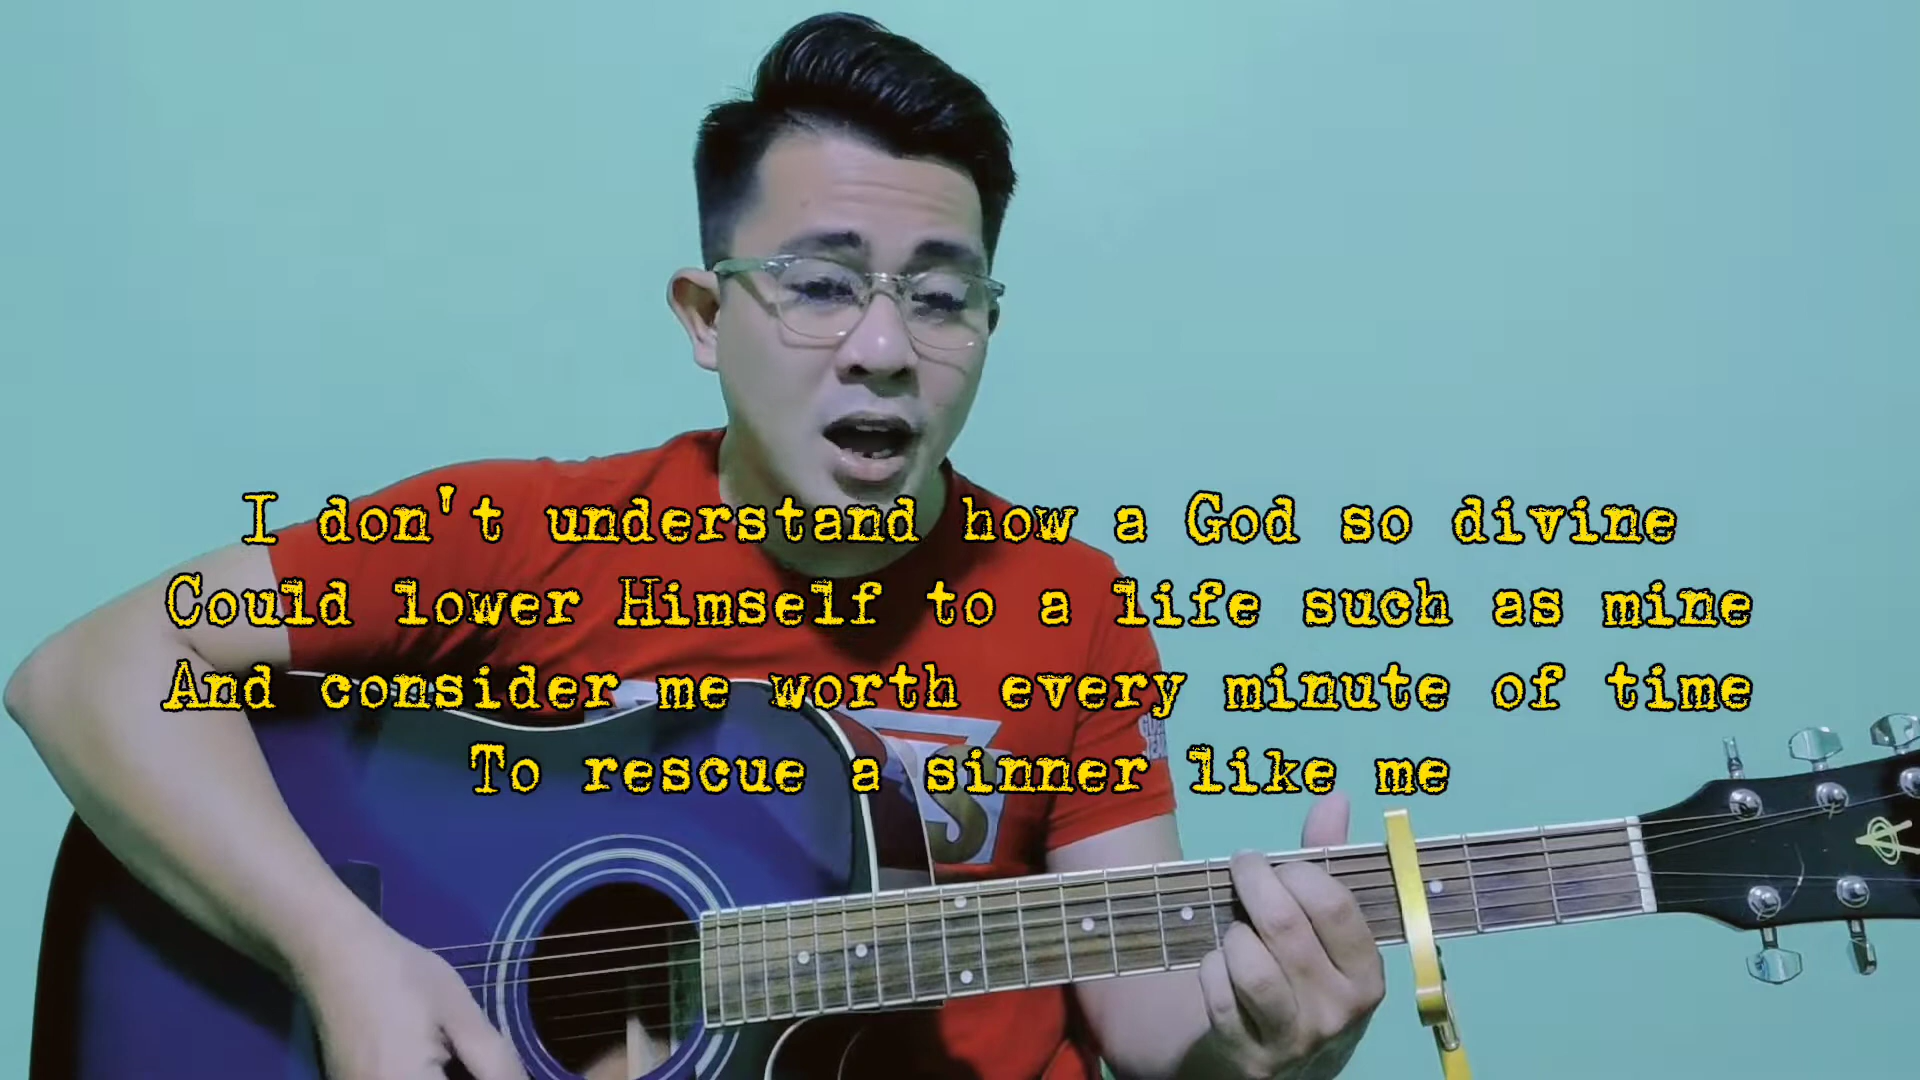 I don't understand how a God so divine
Could lower Himself to a life such as mine
And consider me worth every minute of time
To rescue a sinner like me